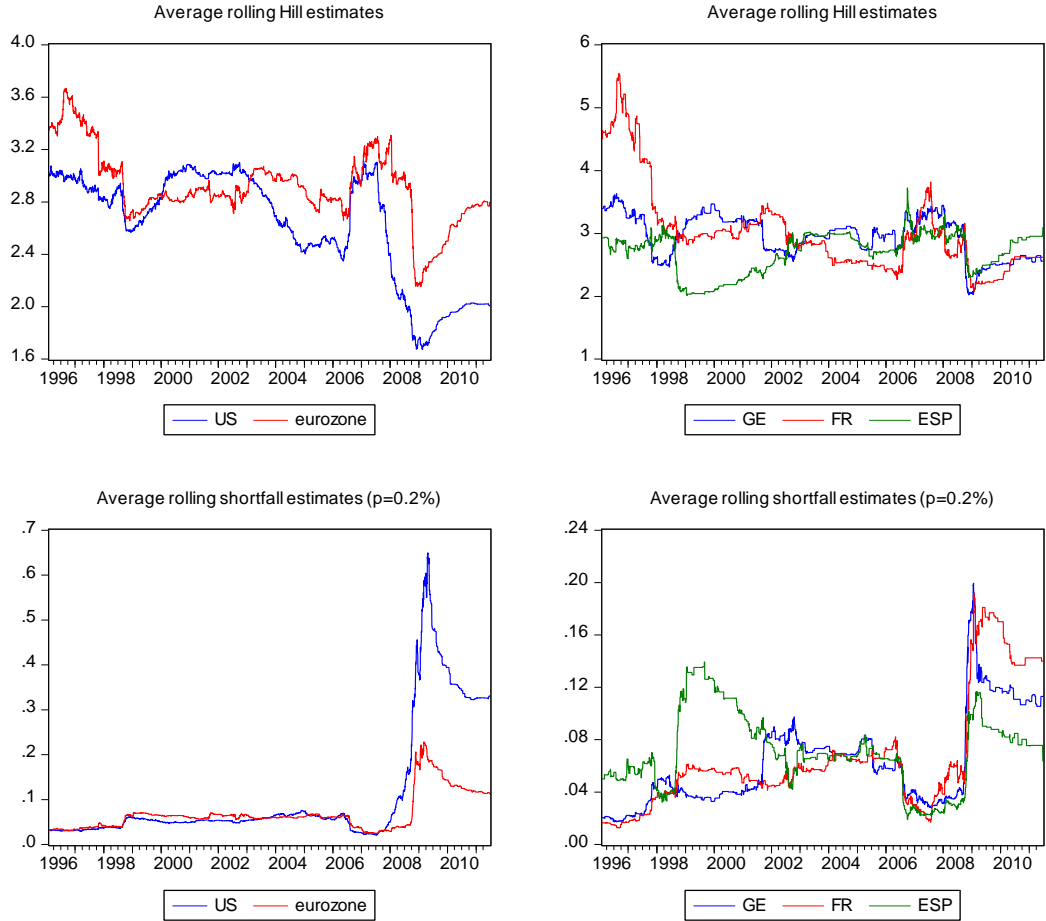 Average rolling Hill estimates
4.0
3.6
3.2
2.8
2.4
2.0
1.6
1996 1998 2000 2002 2004 2006 2008 2010
US eurozone
Average rolling Hill estimates
6
5
4
3
2
1
1996 1998 2000 2002 2004 2006 2008 2010
GE FR ESP
Average rolling shortfall estimates (p=0.2%)
.7
.6
.5
.4
.3
.2
.1
.0
1996 1998 2000 2002 2004 2006 2008 2010
US eurozone
Average rolling shortfall estimates (p=0.2%)
.24
.20
.16
.12
.08
.04
.00
1996 1998 2000 2002 2004 2006 2008 2010
GE FR ESP